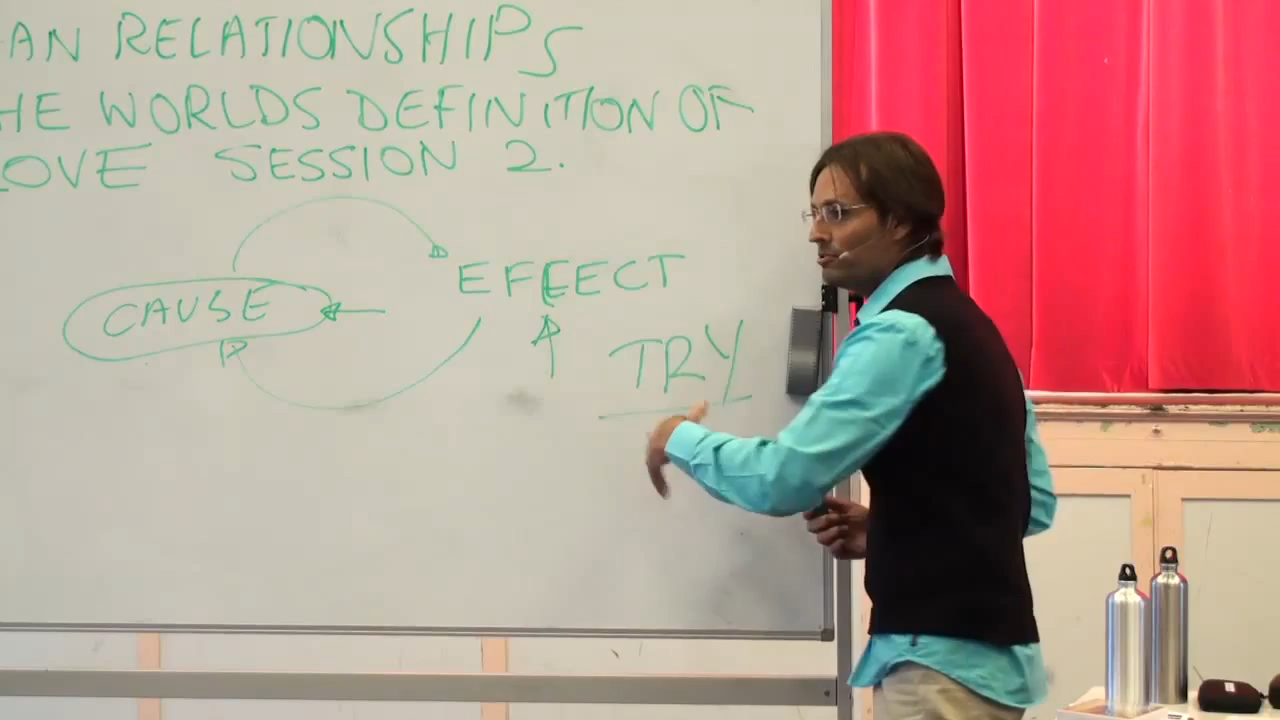 AN RELATIONSHIPS
HE WORLDS DEFINITION OF
OVE SESSION 2.
CAUSE
EFFECT
TRY